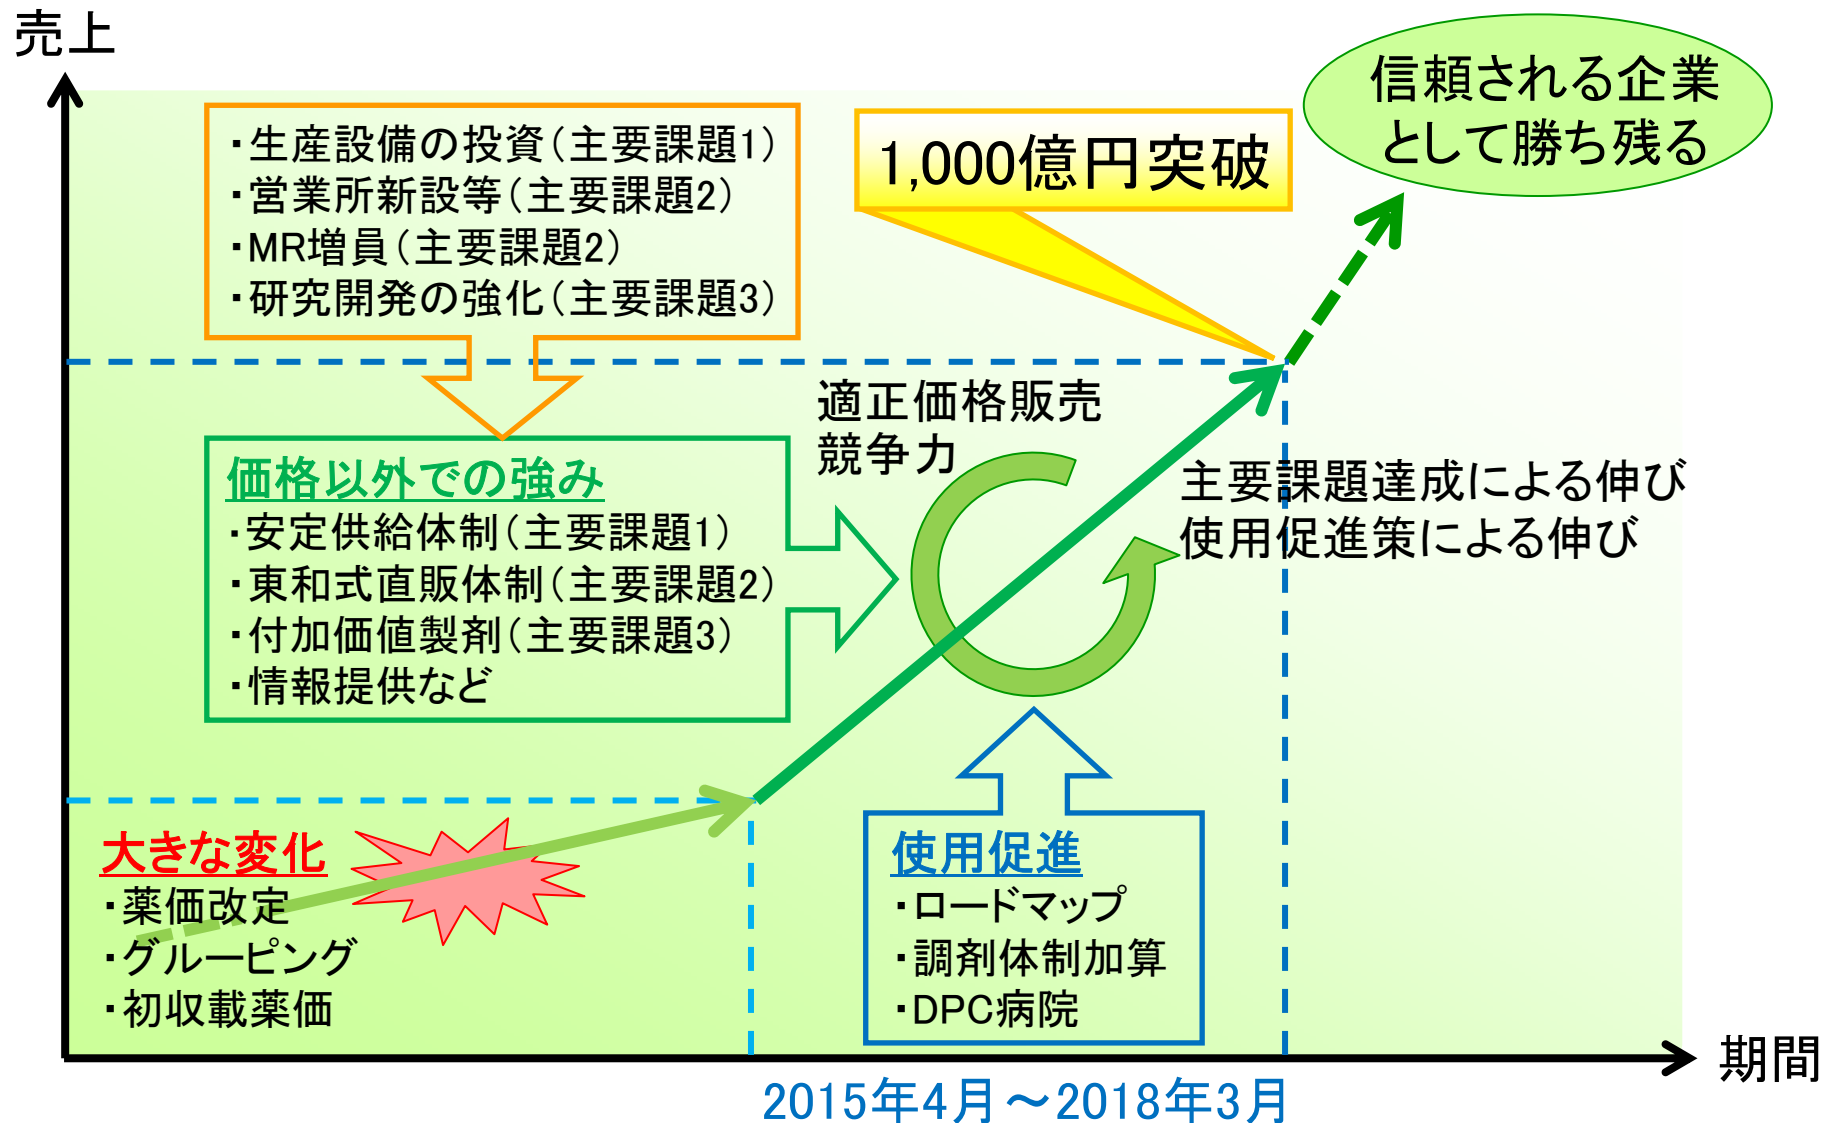 売上
信頼される企業
として勝ち残る
1,000億円突破
・生産設備の投資（主要課題1）
・営業所新設等（主要課題2）
・MR増員（主要課題2）
・研究開発の強化（主要課題3）
適正価格販売
競争力
価格以外での強み
・安定供給体制（主要課題1）
・東和式直販体制（主要課題2）
・付加価値製剤（主要課題3）
・情報提供など
主要課題達成による伸び
使用促進策による伸び
大きな変化
・薬価改定
・グルーピング
・初収載薬価
使用促進
・ロードマップ
・調剤体制加算
・DPC病院
期間
2015年4月～2018年3月